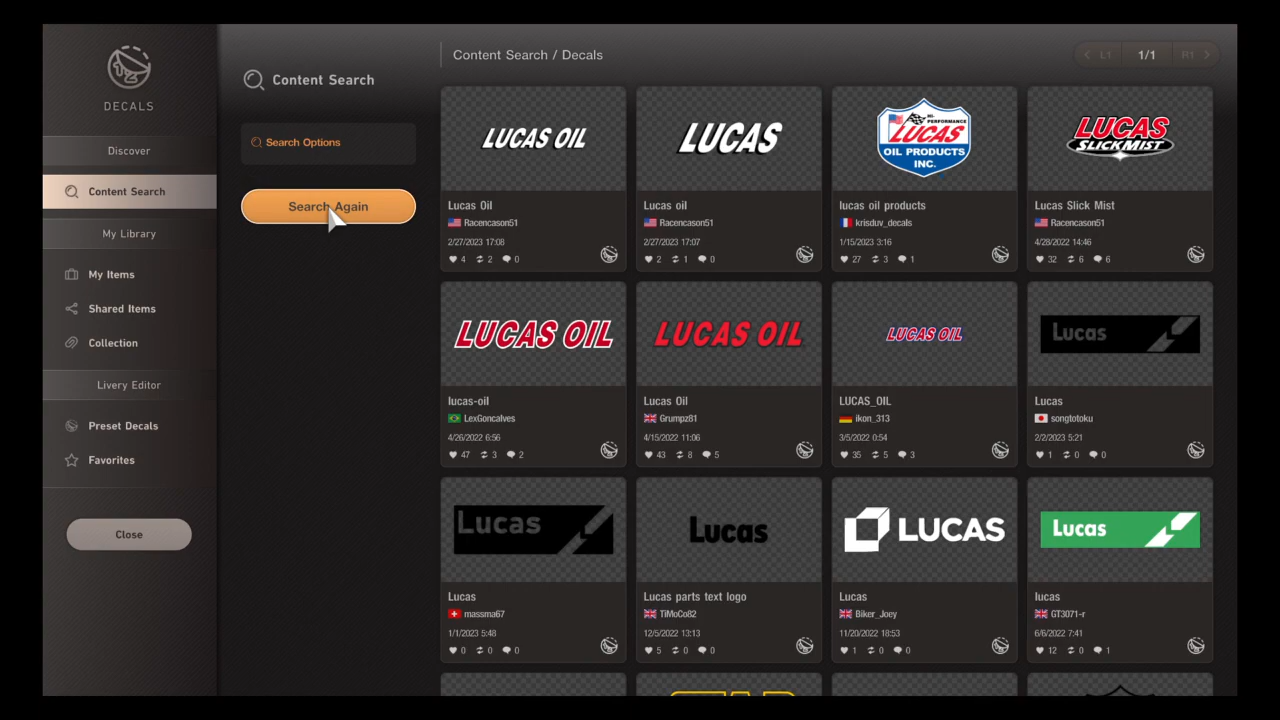 DECALS
Discover
Content Search
My Library
My Items
Shared Items
Collection
Livery Editor
Preset Decals
Favorites
Close
Content Search
Search Options
Search Again
Content Search / Decals
L1
1/1
R1
LUCAS OIL
Lucas Oil
Racencason51
2/27/2023 17:08
4 2 0
LUCAS
Lucas oil
Racencason51
2/27/2023 17:07
2 1 0
HI-PERFORMANCE
LUCAS
OIL PRODUCTS
INC.
lucas oil products
krisduv_decals
1/15/2023 3:16
27 3 1
LUCAS
SLICKMIST
Lucas Slick Mist
Racencason51
4/28/2022 14:46
32 6 6
LUCAS OIL
lucas-oil
LexGoncalves
4/26/2022 6:56
47 3 2
LUCAS OIL
Lucas Oil
Grumpz81
4/15/2022 11:06
43 8 5
LUCAS OIL
LUCAS_OIL
ikon_313
3/5/2022 0:54
35 5 3
Lucas
Lucas
songtotoku
2/2/2023 5:21
1 0 0
Lucas
Lucas
massma67
1/1/2023 5:48
0 0 0
Lucas
Lucas parts text logo
TiMoCo82
12/5/2022 13:13
5 0 0
LUCAS
Lucas
Biker_Joey
11/20/2022 18:53
1 0 0
Lucas
lucas
GT3071-r
6/6/2022 7:41
12 0 1